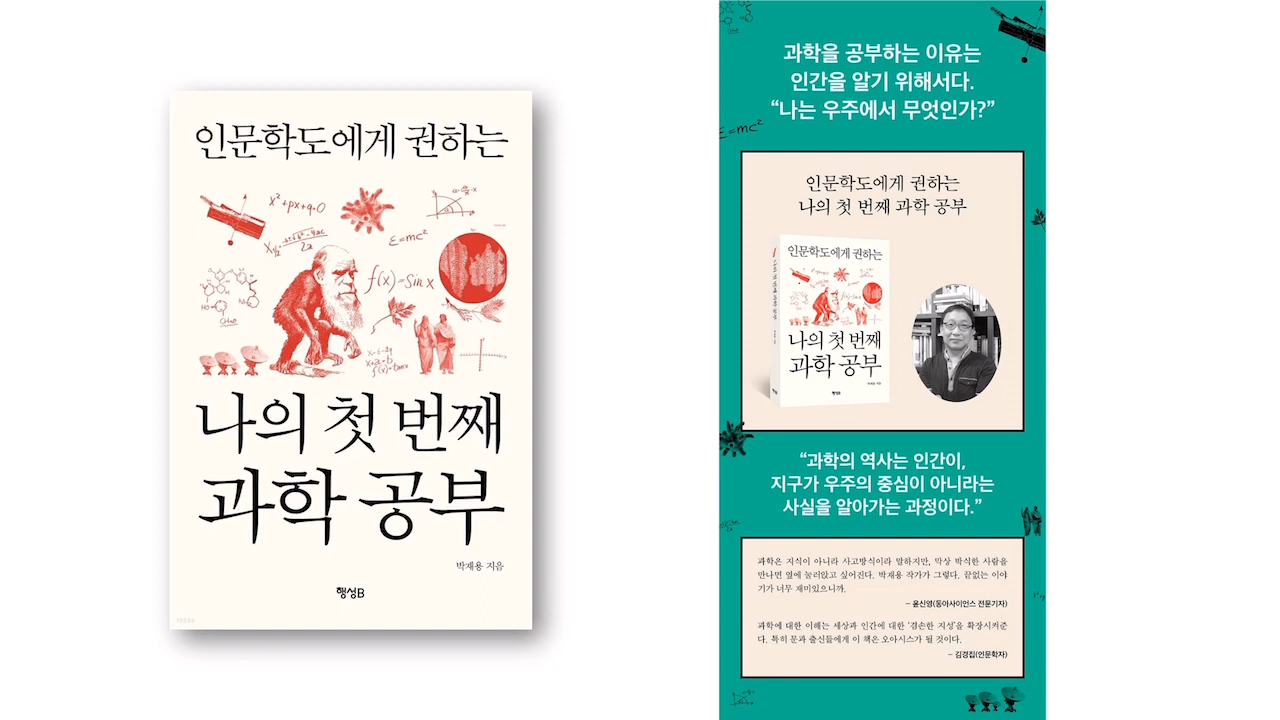 인문학도에게 권하는
x²+px+q=0
E=mc²
f(x)=Sin x
나의 첫 번째
과학 공부
박재용 지음
행성B
YES24
과학을 공부하는 이유는
인간을 알기 위해서다.
“나는 우주에서 무엇인가?”
E=mc²
인문학도에게 권하는
나의 첫 번째 과학 공부
인문학도에게 권하는
나의 첫 번째
과학 공부
박재용 지음
행성B
“과학의 역사는 인간이,
지구가 우주의 중심이 아니라는
사실을 알아가는 과정이다.”
과학은 지식이 아니라 사고방식이라 말하지만, 막상 박식한 사람을
만나면 옆에 눌러앉고 싶어진다. 박재용 작가가 그렇다. 끝없는 이야
기가 너무 재미있으니까.
– 윤신영(동아사이언스 전문기자)
과학에 대한 이해는 세상과 인간에 대한 ‘겸손한 지성’을 확장시켜준
다. 특히 문과 출신들에게 이 책은 오아시스가 될 것이다.
– 김경집(인문학자)